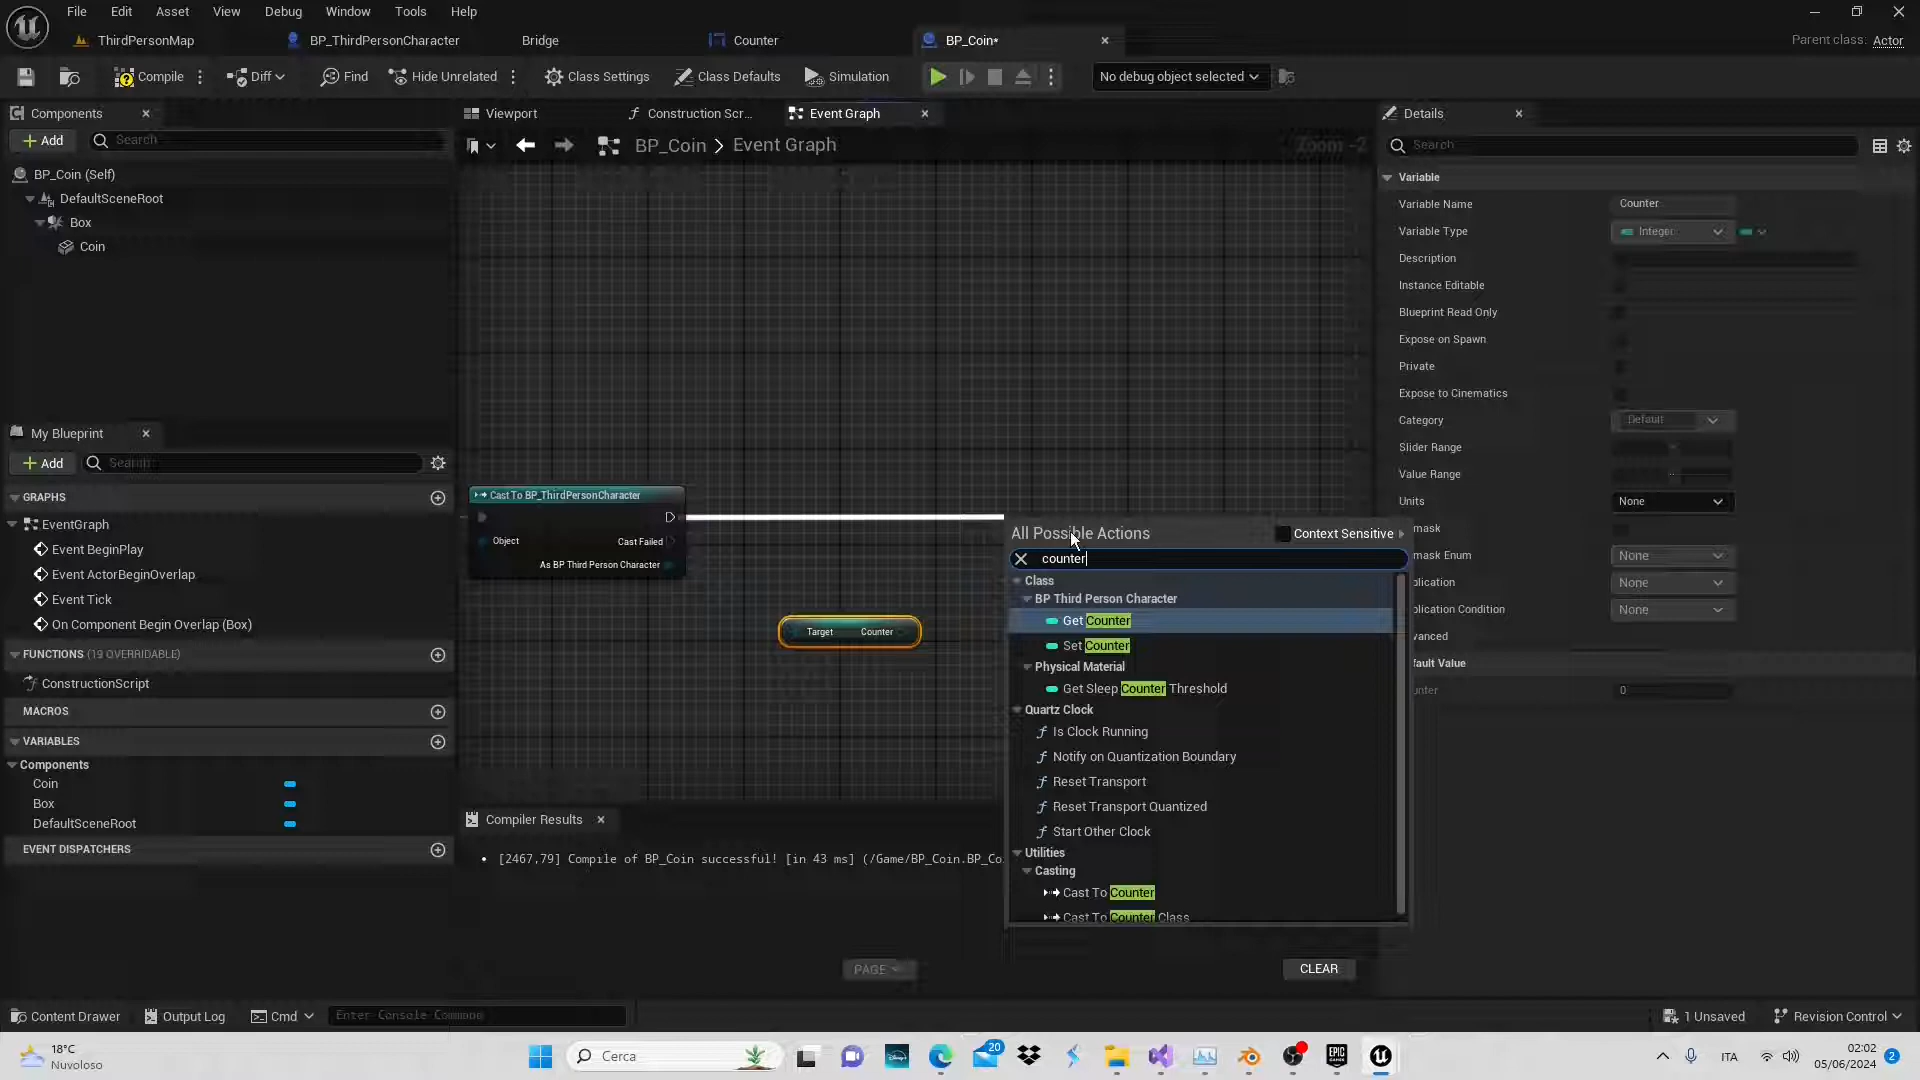 File Edit Asset View Debug Window Tools Help
ThirdPersonMap BP_ThirdPersonCharacter Bridge Counter BP_Coin* Parent class: Actor
Compile Diff Find Hide Unrelated Class Settings Class Defaults Simulation No debug object selected
Components
Add Search
BP_Coin (Self)
DefaultSceneRoot
Box
Coin
My Blueprint
Add Search
GRAPHS
EventGraph
Event BeginPlay
Event ActorBeginOverlap
Event Tick
On Component Begin Overlap (Box)
FUNCTIONS (19 OVERRIDABLE)
ConstructionScript
MACROS
VARIABLES
Components
Coin
Box
DefaultSceneRoot
EVENT DISPATCHERS
Viewport Construction Scr... Event Graph
BP_Coin > Event Graph Zoom -2
Cast To BP_ThirdPersonCharacter
Object Cast Failed
As BP Third Person Character
Target Counter
All Possible Actions Context Sensitive
counter
Class
BP Third Person Character
Get Counter
Set Counter
Physical Material
Get Sleep Counter Threshold
Quartz Clock
Is Clock Running
Notify on Quantization Boundary
Reset Transport
Reset Transport Quantized
Start Other Clock
Utilities
Casting
Cast To Counter
Cast To Counter Class
Compiler Results
[2467,79] Compile of BP_Coin successful! [in 43 ms] (/Game/BP_Coin.BP_Co
PAGE CLEAR
Details
Search
Variable
Variable Name Counter
Variable Type Integer
Description
Instance Editable
Blueprint Read Only
Expose on Spawn
Private
Expose to Cinematics
Category Default
Slider Range
Value Range
Units None
mask
mask Enum None
plication None
plication Condition None
vanced
fault Value
unter 0
Content Drawer Output Log Cmd Enter Console Command 1 Unsaved Revision Control
18°C
Nuvoloso
Cerca
20
ITA
02:02
05/06/2024
2